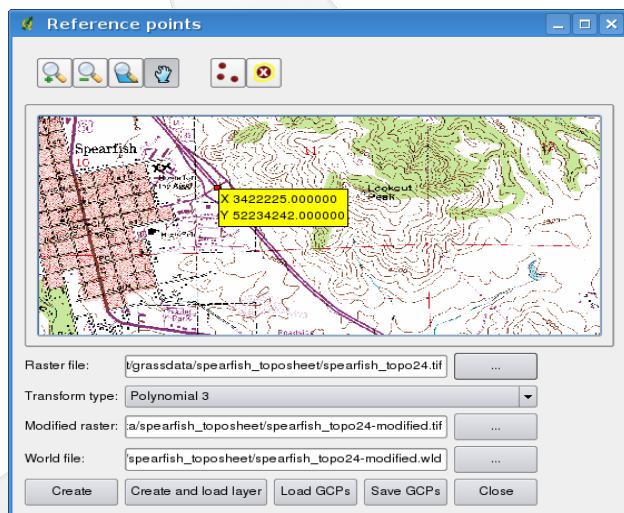 Reference points
Spearfish
10
11
Lookout
Peak
X 3422225.000000
Y 52234242.000000
Raster file:
t/grassdata/spearfish_toposheet/spearfish_topo24.tif
...
Transform type:
Polynomial 3
Modified raster:
:a/spearfish_toposheet/spearfish_topo24-modified.tif
...
World file:
'spearfish_toposheet/spearfish_topo24-modified.wld
...
Create
Create and load layer
Load GCPs
Save GCPs
Close